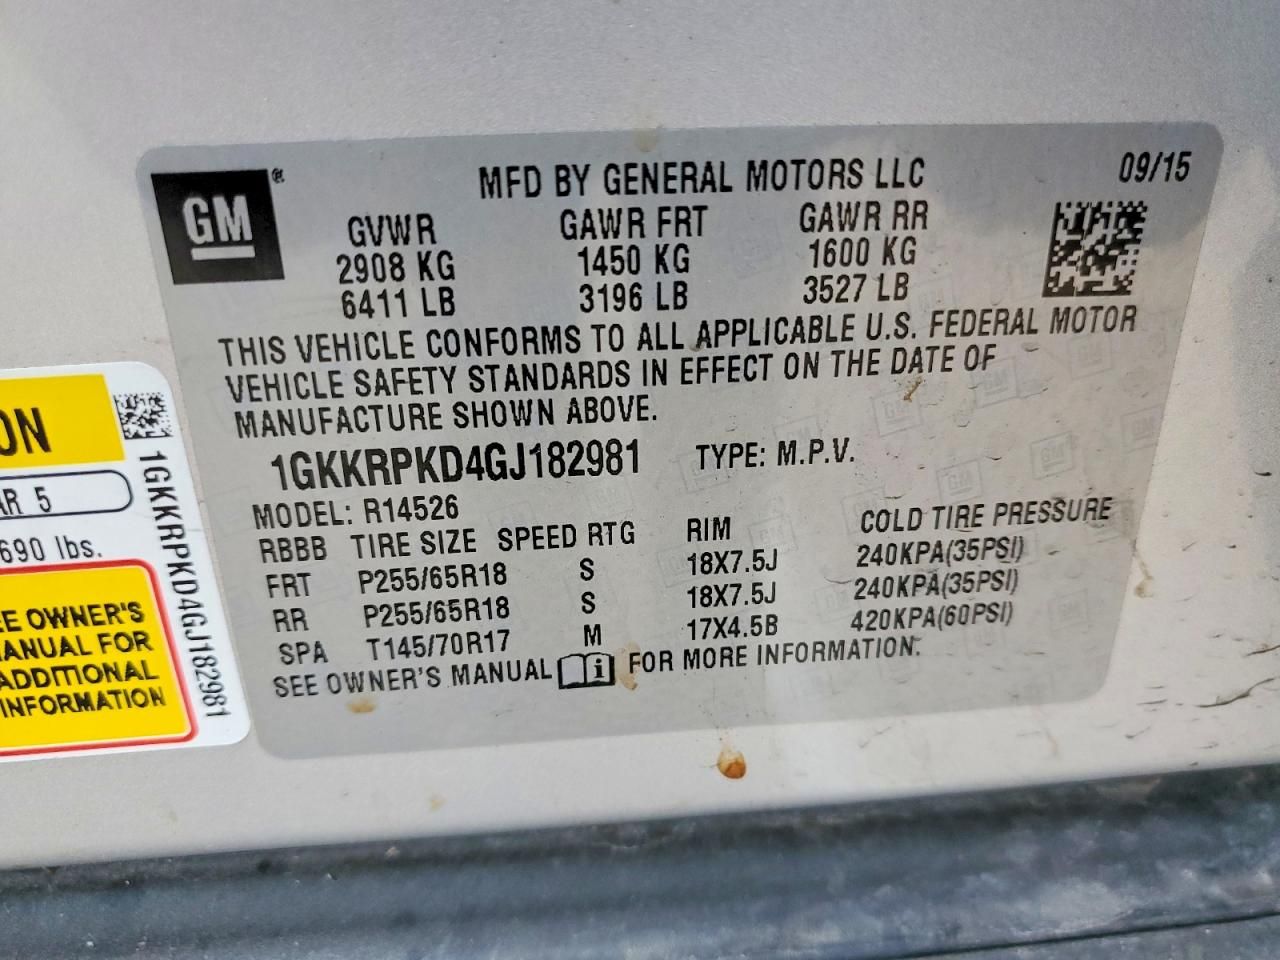 GM®
MFD BY GENERAL MOTORS LLC 09/15
GVWR GAWR FRT GAWR RR
2908 KG 1450 KG 1600 KG
6411 LB 3196 LB 3527 LB
THIS VEHICLE CONFORMS TO ALL APPLICABLE U.S. FEDERAL MOTOR
VEHICLE SAFETY STANDARDS IN EFFECT ON THE DATE OF
MANUFACTURE SHOWN ABOVE.
1GKKRPKD4GJ182981 TYPE: M.P.V.
MODEL: R14526
RBBB TIRE SIZE SPEED RTG RIM COLD TIRE PRESSURE
FRT P255/65R18 S 18X7.5J 240KPA(35PSI)
RR P255/65R18 S 18X7.5J 240KPA(35PSI)
SPA T145/70R17 M 17X4.5B 420KPA(60PSI)
SEE OWNER'S MANUAL i FOR MORE INFORMATION.
5
690 lbs.
OWNER'S
MANUAL FOR
ADDITIONAL
INFORMATION
1GKKRPKD4GJ182981